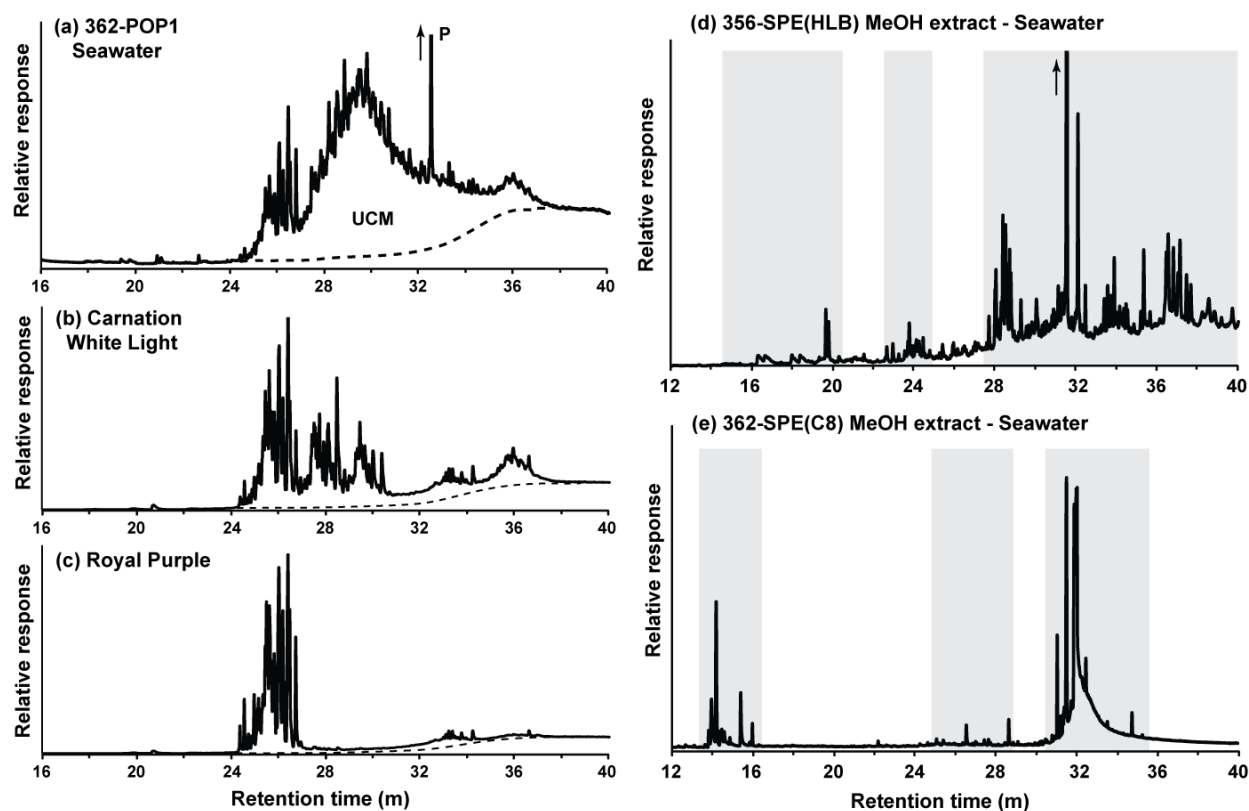 (a) 362-POP1
Seawater
P
UCM
Relative response
16 20 24 28 32 36 40
(b) Carnation
White Light
Relative response
16 20 24 28 32 36 40
(c) Royal Purple
Relative response
16 20 24 28 32 36 40
Retention time (m)
(d) 356-SPE(HLB) MeOH extract - Seawater
Relative response
12 16 20 24 28 32 36 40
(e) 362-SPE(C8) MeOH extract - Seawater
Relative response
12 16 20 24 28 32 36 40
Retention time (m)